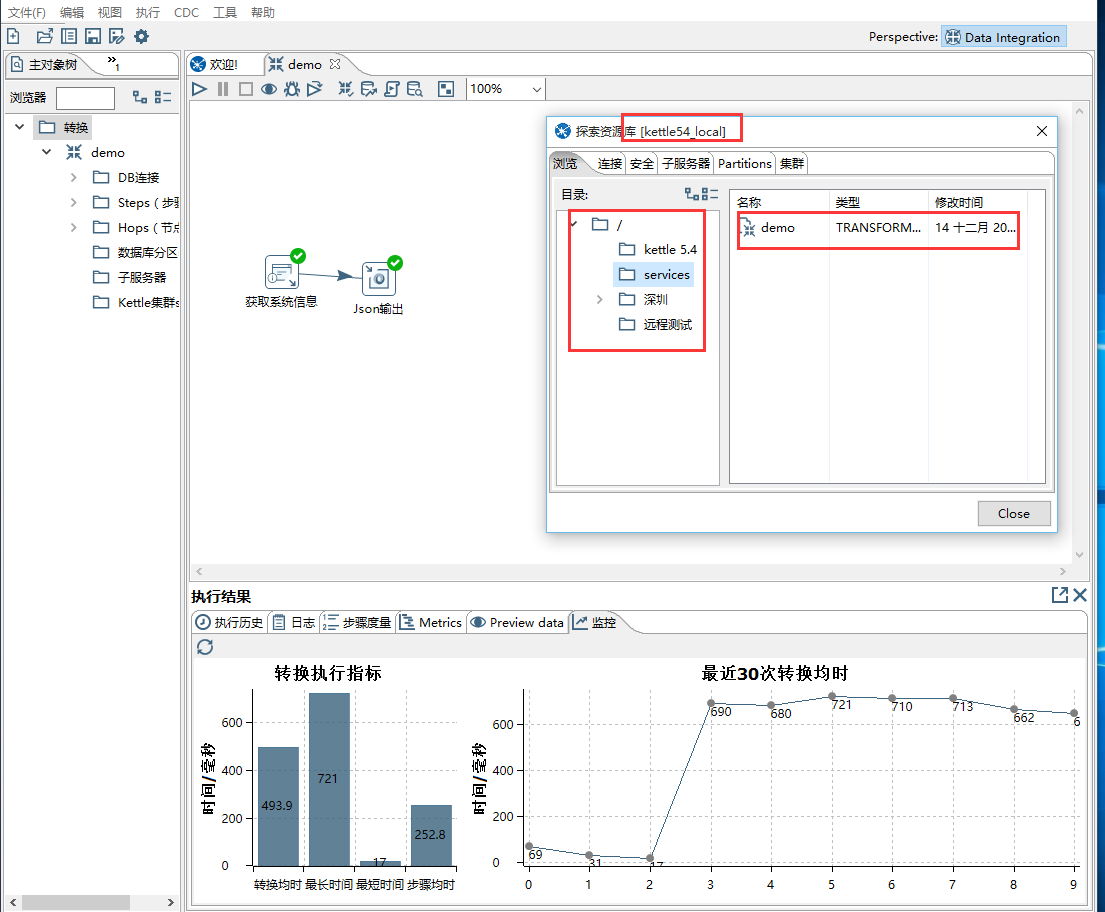 文件(F) 编辑 视图 执行 CDC 工具 帮助
Perspective: Data Integration
主对象树 » 1
欢迎! demo
浏览器
100%
转换
demo
DB连接
Steps ( 步
Hops ( 节点
数据库分区
子服务器
Kettle集群
获取系统信息
Json输出
探索资源库 [kettle54_local]
浏览 连接 安全 子服务器 Partitions 集群
目录:
/
kettle 5.4
services
深圳
远程测试
名称 类型 修改时间
demo TRANSFORM... 14 十二月 20...
Close
执行结果
执行历史 日志 步骤度量 Metrics Preview data 监控
转换执行指标
时间/毫秒
600
400
200
0
493.9
721
17
252.8
转换均时 最长时间 最短时间 步骤均时
最近30次转换均时
时间/毫秒
600
400
200
0
69
31
17
690
680
721
710
713
662
6
0 1 2 3 4 5 6 7 8 9